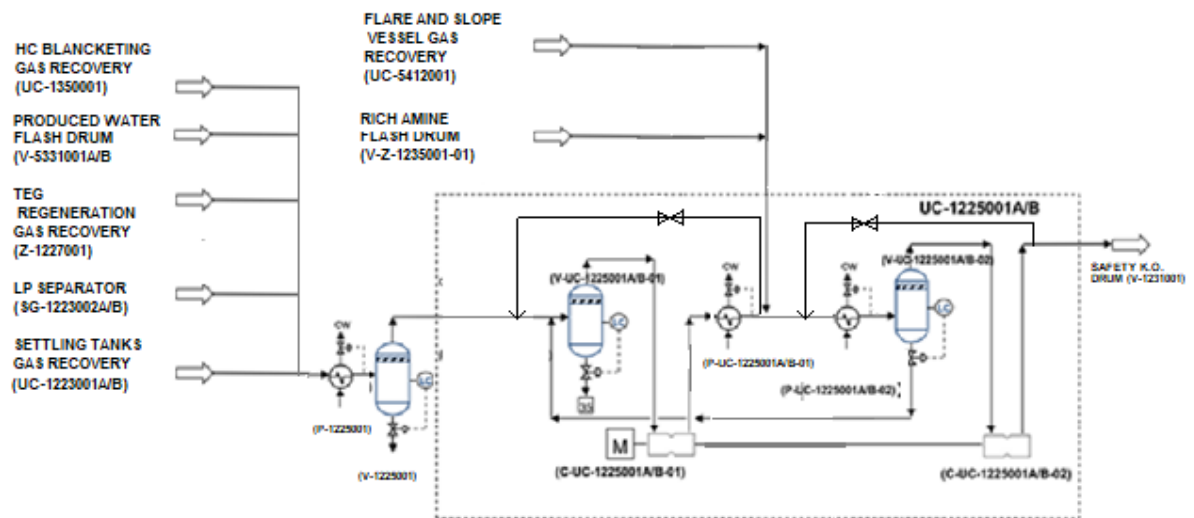 HC BLANCKETING
GAS RECOVERY
(UC-1350001)
PRODUCED WATER
FLASH DRUM
(V-5331001A/B
TEG
REGENERATION
GAS RECOVERY
(Z-1227001)
LP SEPARATOR
(SG-1223002A/B)
SETTLING TANKS
GAS RECOVERY
(UC-1223001A/B)
FLARE AND SLOPE
VESSEL GAS
RECOVERY
(UC-5412001)
RICH AMINE
FLASH DRUM
(V-Z-1235001-01)
UC-1225001A/B
CW
(P-1225001)
LC
(V-1225001)
(V-UC-1225001A/B-01)
LC
CW
(P-UC-1225001A/B-01)
CW
(P-UC-1225001A/B-02)
(V-UC-1225001A/B-02)
LC
M
(C-UC-1225001A/B-01)
(C-UC-1225001A/B-02)
SAFETY K.O.
DRUM (V-1231001)